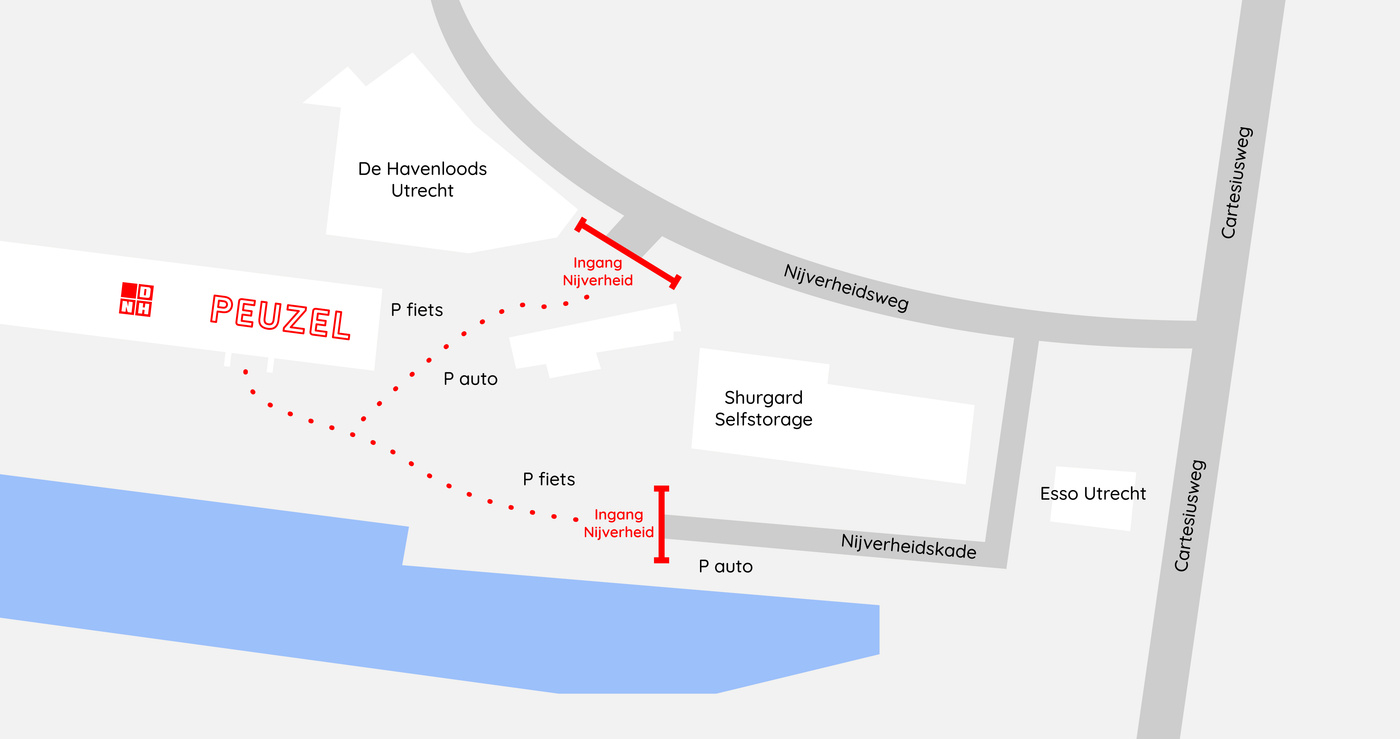 De Havenloods
Utrecht
Cartesiusweg
Ingang
Nijverheid
Nijverheidsweg
PEUZEL
P fiets
P auto
Shurgard
Selfstorage
P fiets
Ingang
Nijverheid
Esso Utrecht
Cartesiusweg
Nijverheidskade
P auto